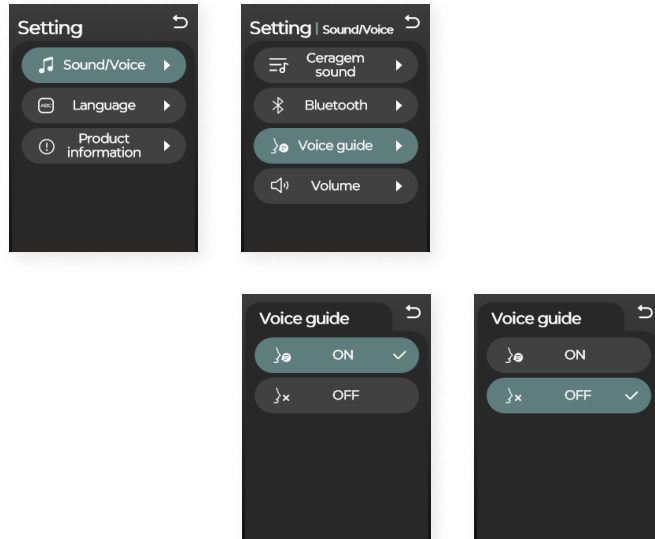 Setting
Sound/Voice
ABC
Language
Product
information
Setting | Sound/Voice
Ceragem
sound
Bluetooth
Voice guide
Volume
Voice guide
ON
OFF
Voice guide
ON
OFF